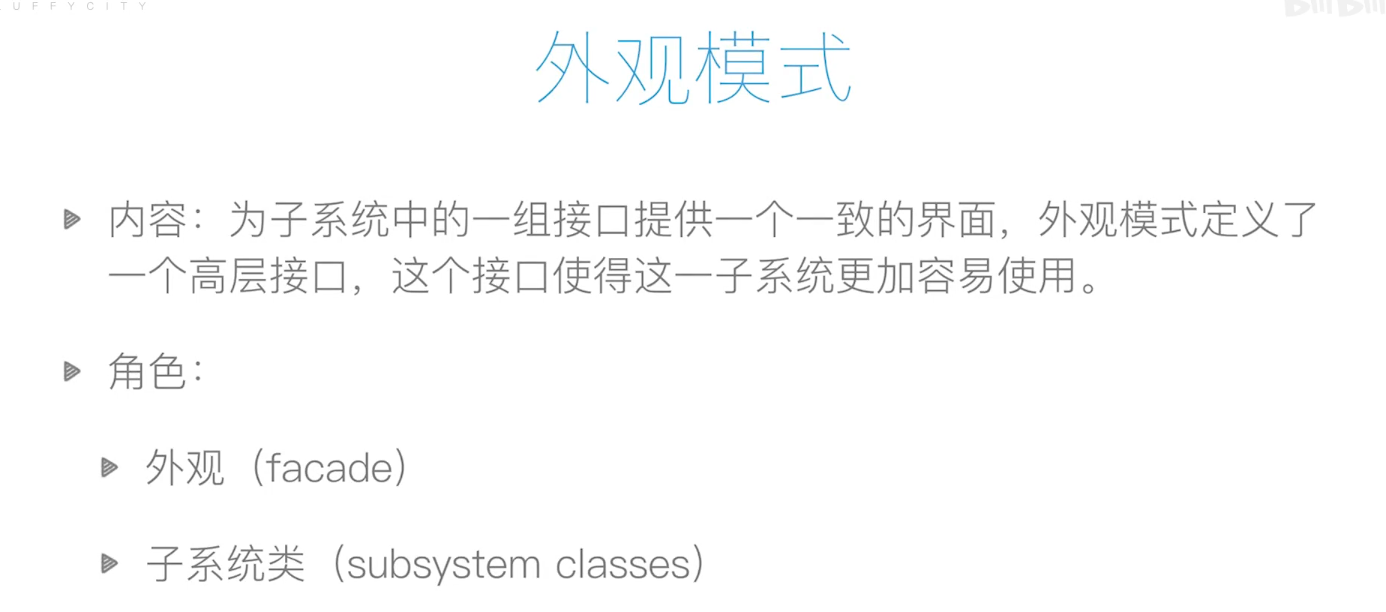 UFFYCITY
外观模式
内容：为子系统中的一组接口提供一个一致的界面，外观模式定义了
一个高层接口，这个接口使得这一子系统更加容易使用。
角色：
外观（facade）
子系统类（subsystem classes）